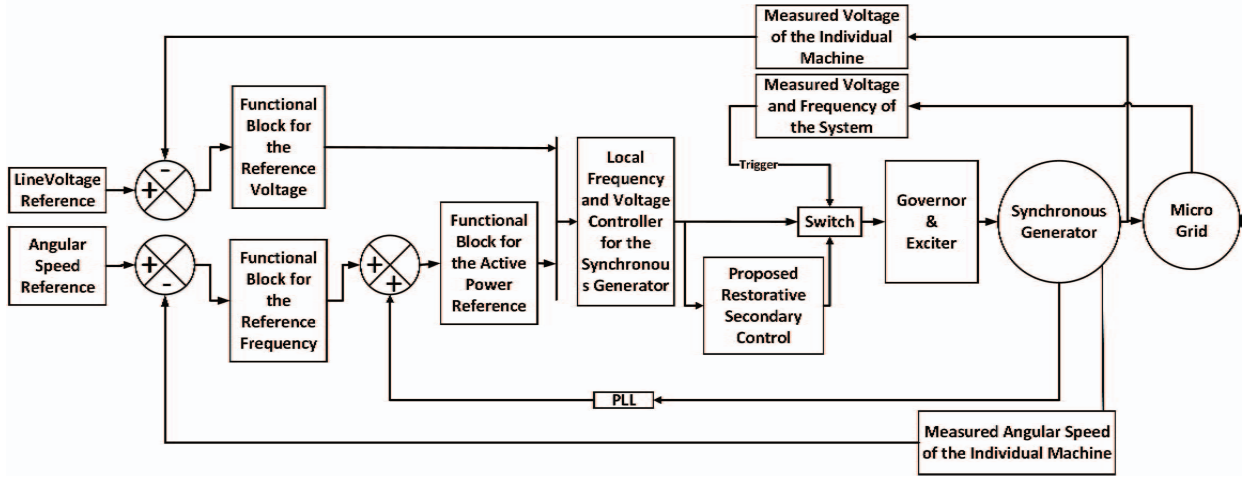 Measured Voltage
of the Individual
Machine
Measured Voltage
and Frequency of
the System
Trigger
Functional
Block for
the
Reference
Voltage
LineVoltage
Reference
+
-
Angular
Speed
Reference
+
-
Functional
Block for
the
Reference
Frequency
+
+
Functional
Block for
the Active
Power
Reference
Local
Frequency
and Voltage
Controller
for the
Synchronou
s Generator
Proposed
Restorative
Secondary
Control
Switch
Governor
&
Exciter
Synchronous
Generator
Micro
Grid
PLL
Measured Angular Speed
of the Individual Machine